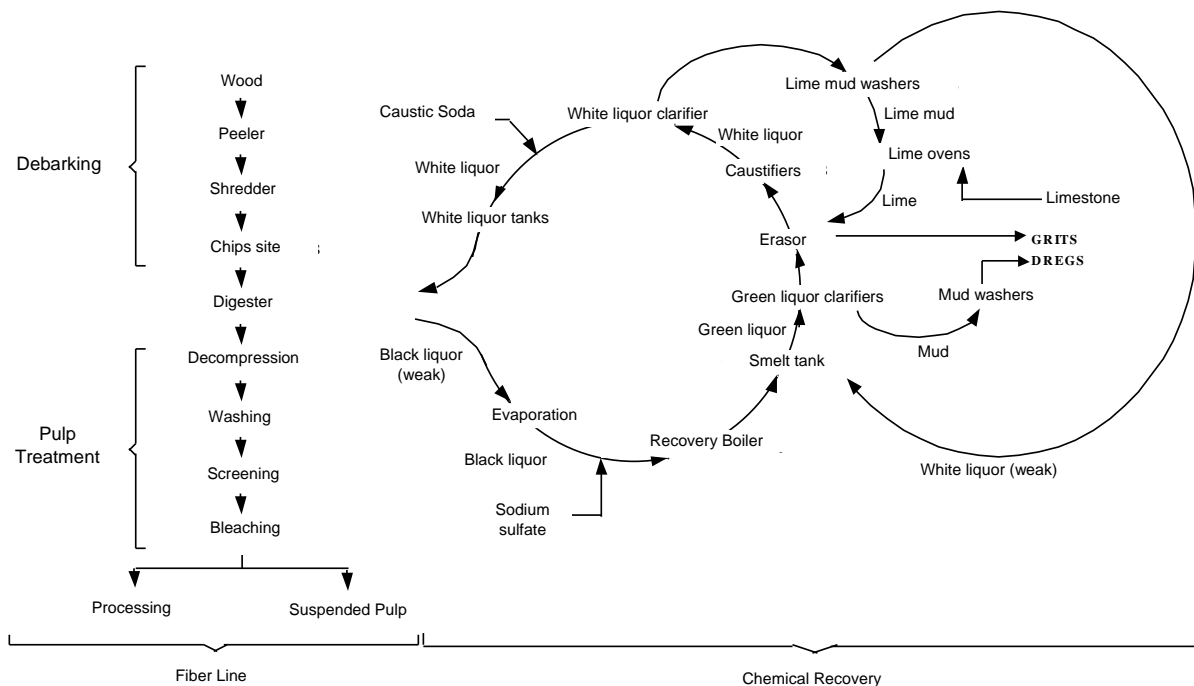 Debarking
Wood
Peeler
Shredder
Chips site
Digester
Pulp
Treatment
Decompression
Washing
Screening
Bleaching
Processing
Suspended Pulp
Fiber Line
Caustic Soda
White liquor clarifier
White liquor
White liquor tanks
Black liquor
(weak)
Evaporation
Black liquor
Sodium
sulfate
Recovery Boiler
Smelt tank
Green liquor
Green liquor clarifiers
Erasor
Caustifiers
White liquor
Lime mud washers
Lime mud
Lime ovens
Lime
Limestone
GRITS
DREGS
Mud washers
Mud
White liquor (weak)
Chemical Recovery